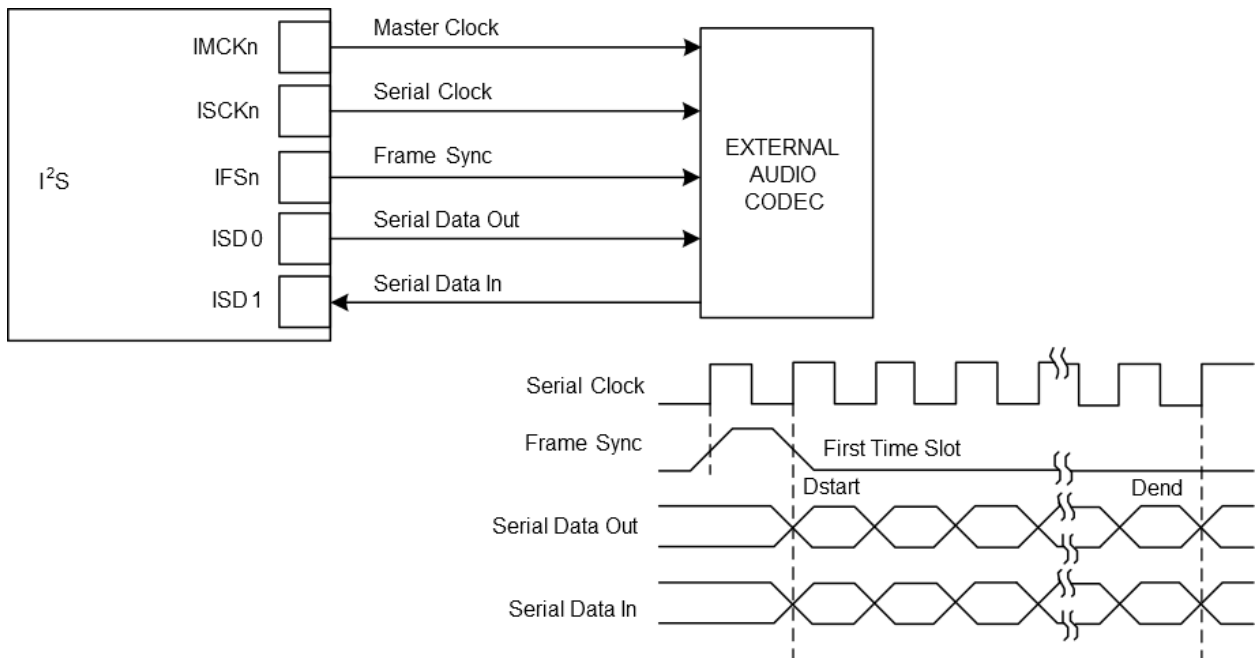 IMCKn
Master Clock
ISCKn
Serial Clock
IFSn
Frame Sync
I²S
ISD0
Serial Data Out
ISD1
Serial Data In
EXTERNAL
AUDIO
CODEC
Serial Clock
Frame Sync
First Time Slot
Dstart
Dend
Serial Data Out
Serial Data In